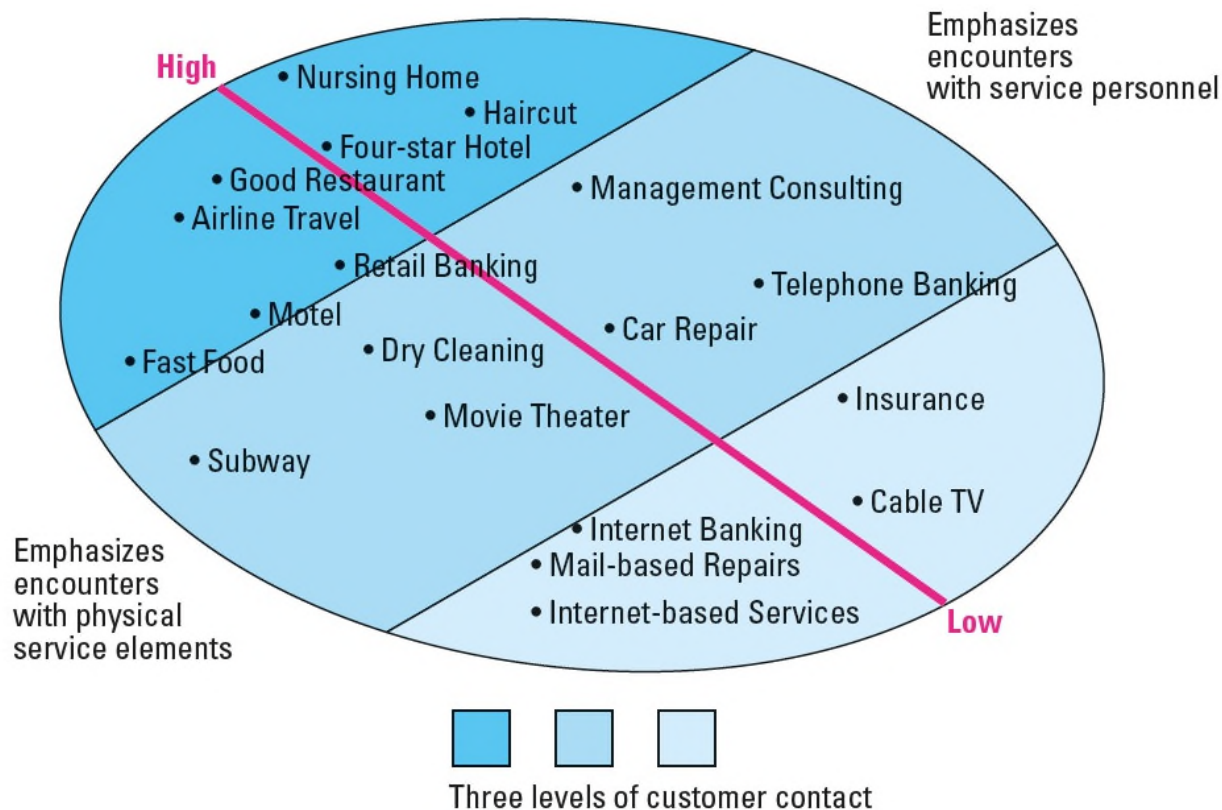 Emphasizes
encounters
with service personnel
High
• Nursing Home
• Haircut
• Four-star Hotel
• Good Restaurant
• Management Consulting
• Airline Travel
• Retail Banking
• Telephone Banking
• Motel
• Car Repair
• Dry Cleaning
• Fast Food
• Insurance
• Movie Theater
• Subway
• Cable TV
• Internet Banking
Emphasizes
encounters
with physical
service elements
• Mail-based Repairs
• Internet-based Services
Low
Three levels of customer contact